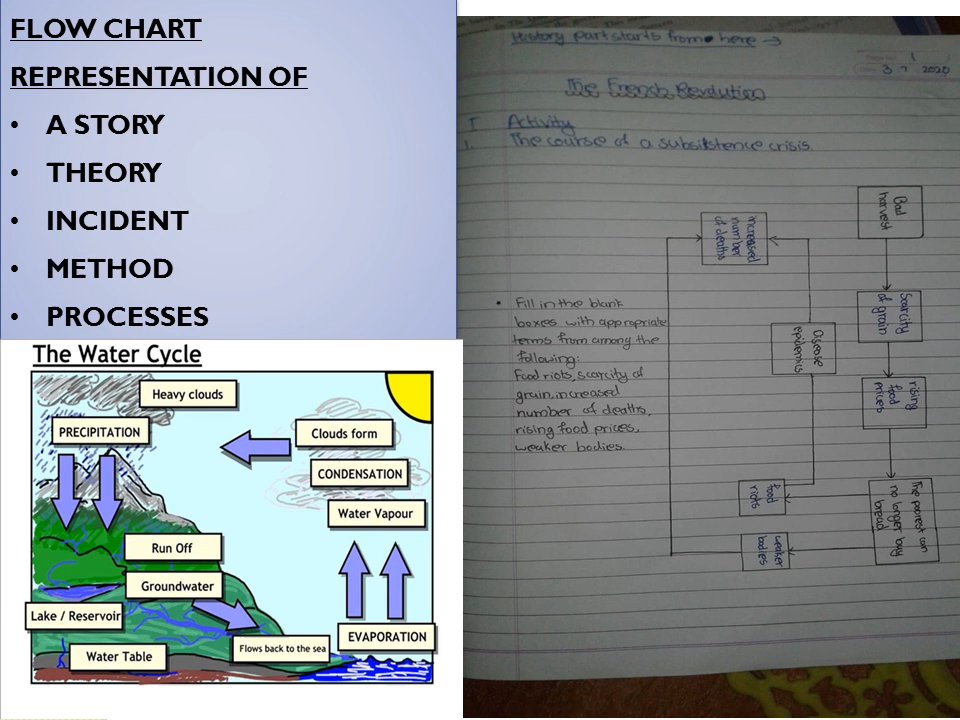 FLOW CHART
REPRESENTATION OF
• A STORY
• THEORY
• INCIDENT
• METHOD
• PROCESSES
The Water Cycle
Heavy clouds
PRECIPITATION
Clouds form
CONDENSATION
Water Vapour
Run Off
Groundwater
Lake / Reservoir
EVAPORATION
Flows back to the sea
Water Table
History part starts from here →
1
3 7 2020
The French Revolution
I Activity
1. The course of a subsitstence crisis.
Bad
harvest
Scarcity
of grain
rising
food
prices
The poorest can
no longer buy
bread
food
riots
weaker
bodies
Disease
epidemics
increased
number
of deaths
• Fill in the blank
boxes with appropriate
terms from among the
following:
Food riots, scarcity of
grain, increased
number of deaths,
rising food prices,
weaker bodies.